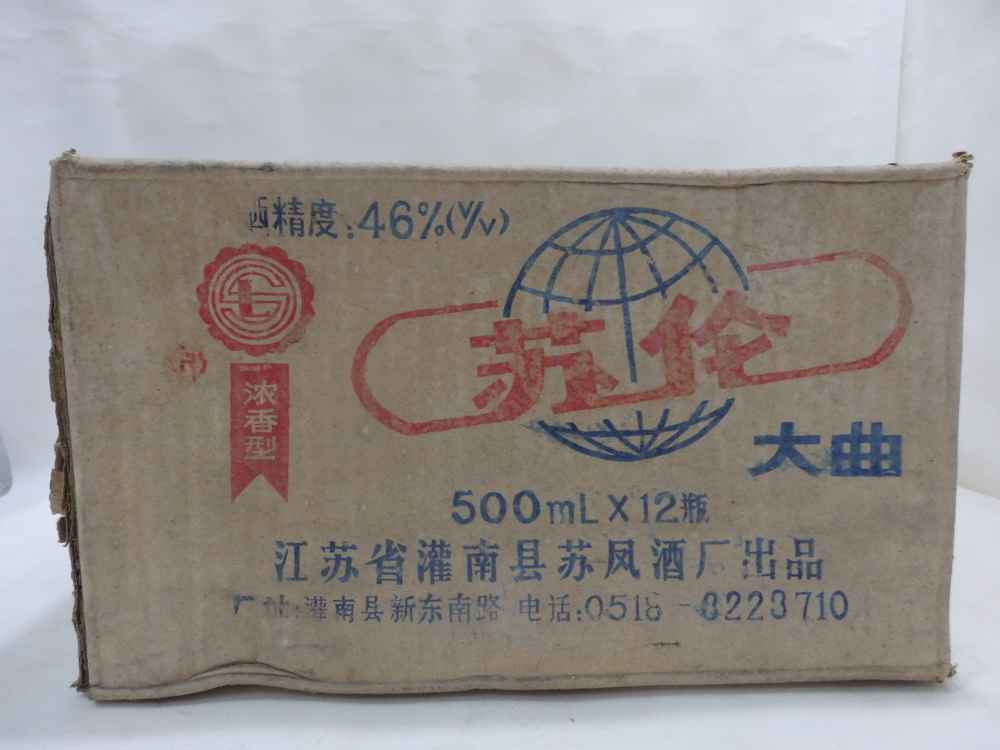 酒精度:46%(V/V)
浓香型
苏伦
大曲
500mL×12瓶
江苏省灌南县苏凤酒厂出品
厂址:灌南县新东南路 电话:0518-3223710